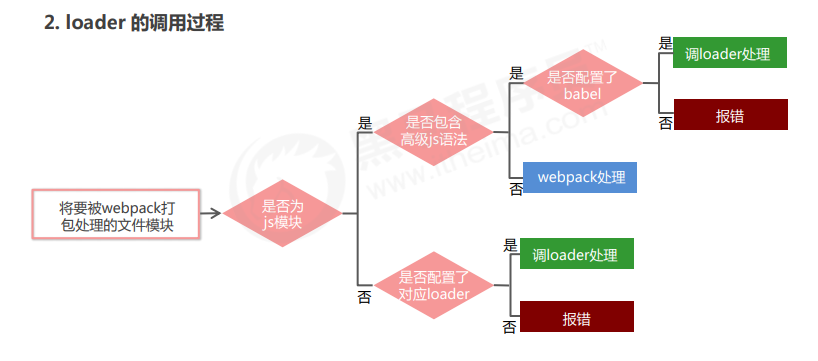 2. loader 的调用过程
将要被webpack打
包处理的文件模块
是否为
js模块
是
是否包含
高级js语法
是
是否配置了
babel
是
调loader处理
否
报错
否
webpack处理
否
是否配置了
对应loader
是
调loader处理
否
报错
黑马程序员
www.itheima.com